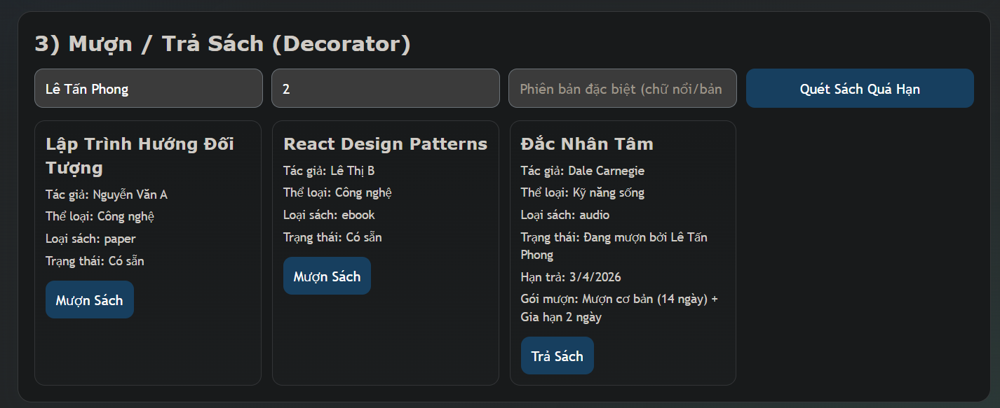 3) Mượn / Trả Sách (Decorator)
Lê Tấn Phong
2
Phiên bản đặc biệt (chữ nổi/bản
Quét Sách Quá Hạn
Lập Trình Hướng Đối
Tượng
Tác giả: Nguyễn Văn A
Thể loại: Công nghệ
Loại sách: paper
Trạng thái: Có sẵn
Mượn Sách
React Design Patterns
Tác giả: Lê Thị B
Thể loại: Công nghệ
Loại sách: ebook
Trạng thái: Có sẵn
Mượn Sách
Đắc Nhân Tâm
Tác giả: Dale Carnegie
Thể loại: Kỹ năng sống
Loại sách: audio
Trạng thái: Đang mượn bởi Lê Tấn
Phong
Hạn trả: 3/4/2026
Gói mượn: Mượn cơ bản (14 ngày) +
Gia hạn 2 ngày
Trả Sách